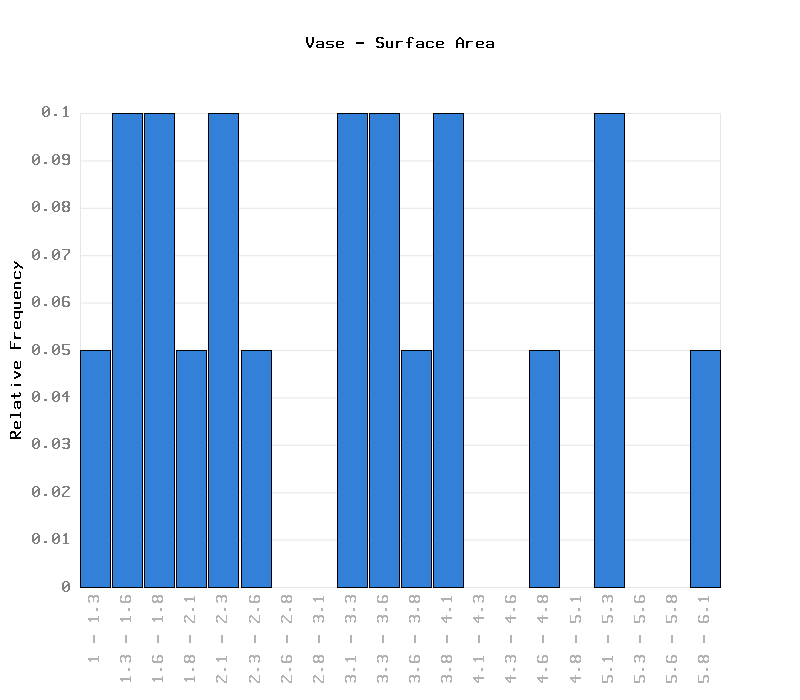 Vase - Surface Area
Relative Frequency
0.1
0.09
0.08
0.07
0.06
0.05
0.04
0.03
0.02
0.01
0
1 - 1.3
1.3 - 1.6
1.6 - 1.8
1.8 - 2.1
2.1 - 2.3
2.3 - 2.6
2.6 - 2.8
2.8 - 3.1
3.1 - 3.3
3.3 - 3.6
3.6 - 3.8
3.8 - 4.1
4.1 - 4.3
4.3 - 4.6
4.6 - 4.8
4.8 - 5.1
5.1 - 5.3
5.3 - 5.6
5.6 - 5.8
5.8 - 6.1